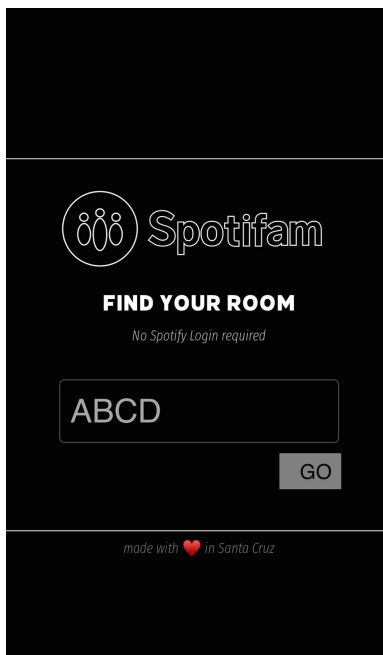 Spotifam
FIND YOUR ROOM
No Spotify Login required
ABCD
GO
made with ❤️ in Santa Cruz